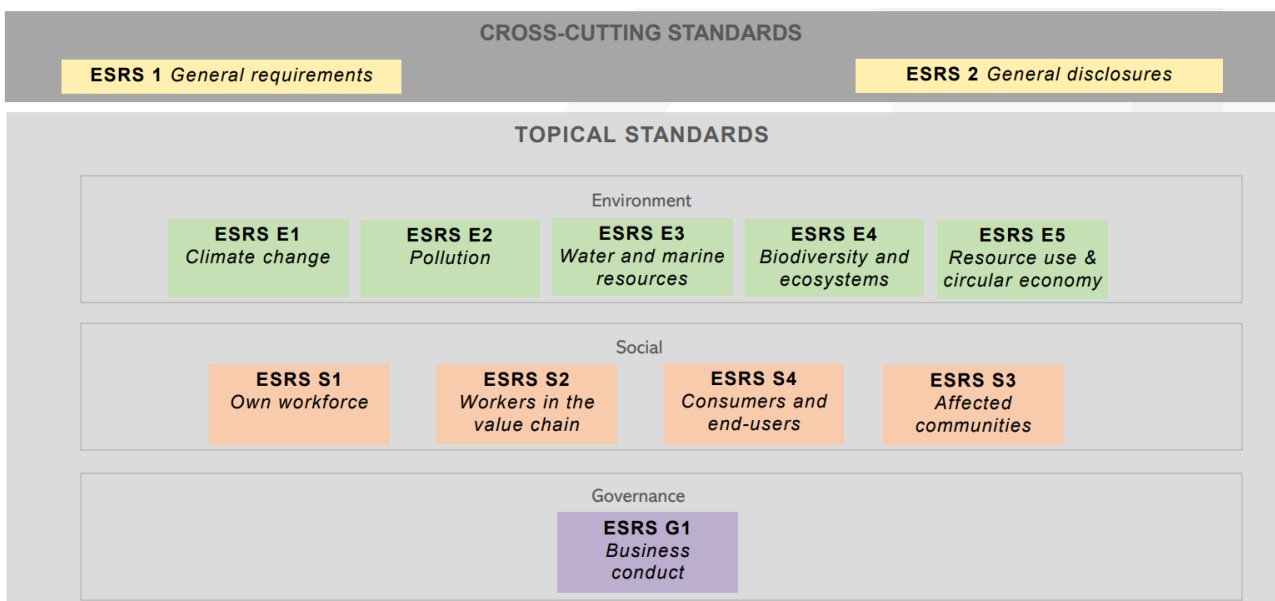 CROSS-CUTTING STANDARDS
ESRS 1 General requirements
ESRS 2 General disclosures
TOPICAL STANDARDS
Environment
ESRS E1
Climate change
ESRS E2
Pollution
ESRS E3
Water and marine
resources
ESRS E4
Biodiversity and
ecosystems
ESRS E5
Resource use &
circular economy
Social
ESRS S1
Own workforce
ESRS S2
Workers in the
value chain
ESRS S4
Consumers and
end-users
ESRS S3
Affected
communities
Governance
ESRS G1
Business
conduct